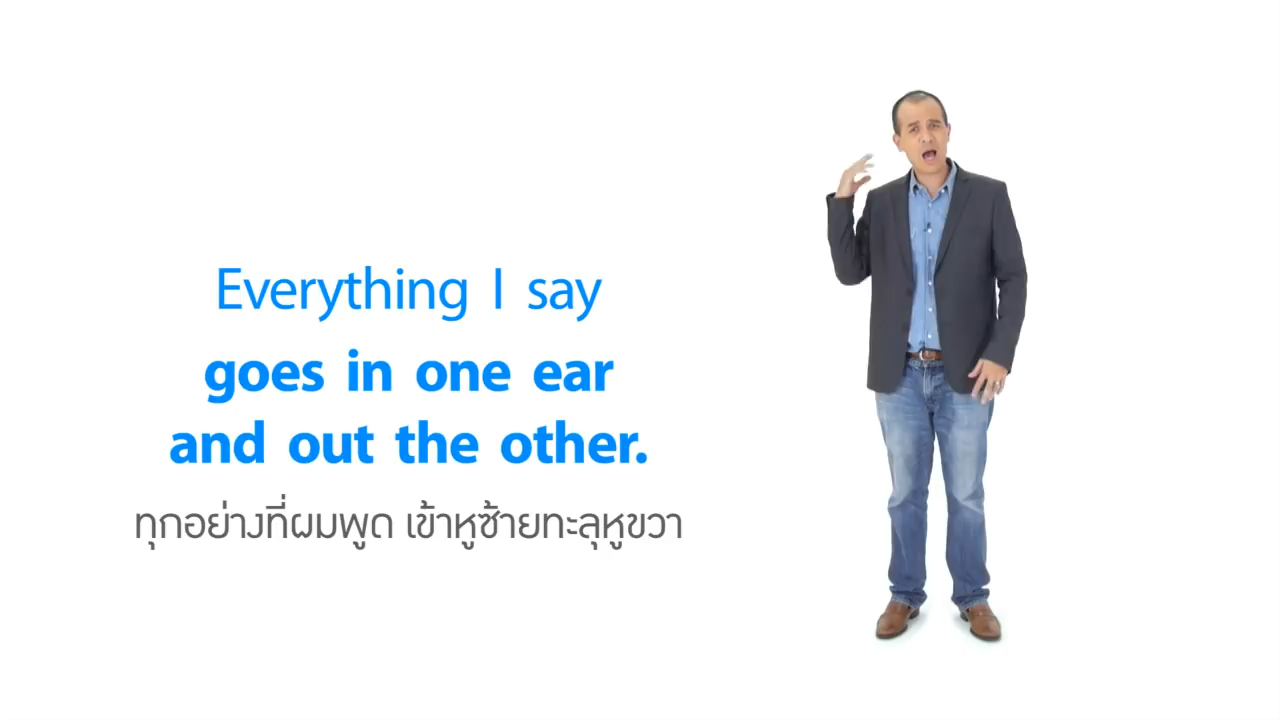 Everything I say
goes in one ear
and out the other.
ทุกอย่างที่ผมพูด เข้าหูซ้ายทะลุหูขวา